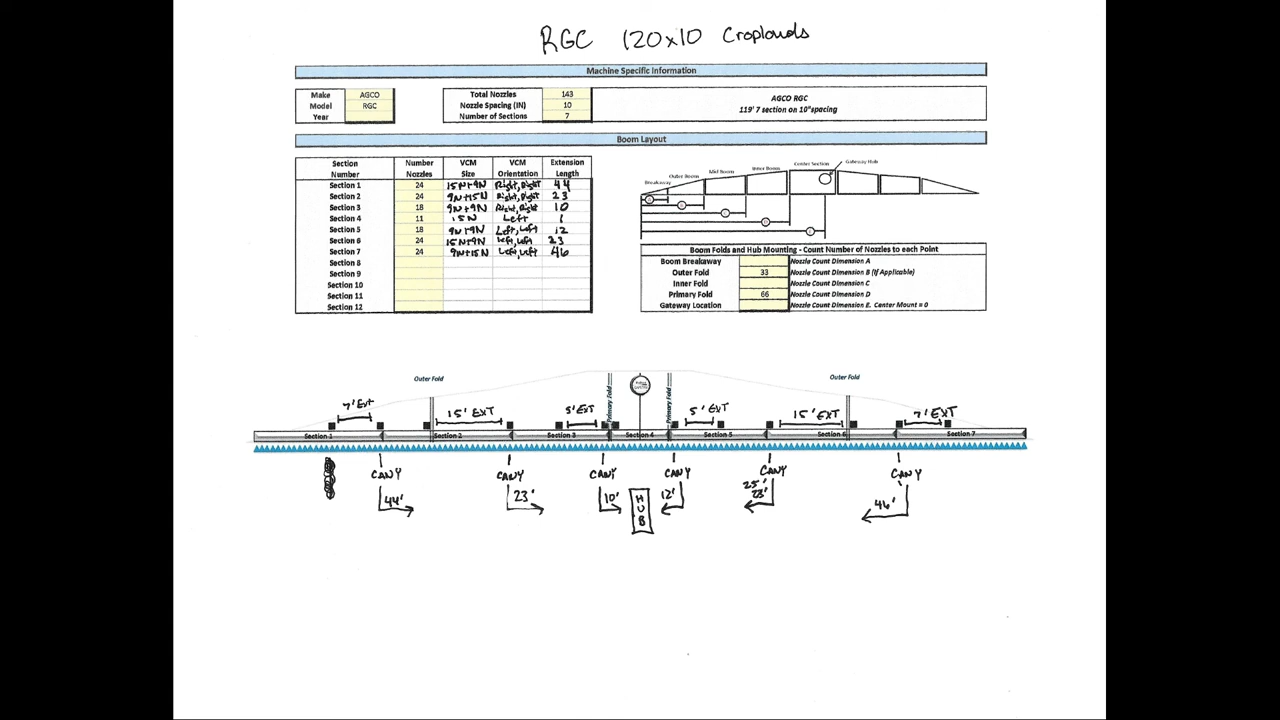 RGC 120x10 Croplands
Machine Specific Information
Make AGCO
Model RGC
Year
Total Nozzles 143
Nozzle Spacing (IN) 10
Number of Sections 7
AGCO RGC
119' 7 section on 10"spacing
Boom Layout
Section Number Number Nozzles VCM Size VCM Orientation Extension Length
Section 1 24 15N+9N Right, Right 44
Section 2 24 9N+15N Right, Right 23
Section 3 18 9N+9N Right, Right 10
Section 4 11 15N Left 1
Section 5 18 9N+9N Left, Left 12
Section 6 24 15N+9N Left, Left 23
Section 7 24 9N+15N Left, Left 46
Section 8
Section 9
Section 10
Section 11
Section 12
Breakaway Outer Boom Mid Boom Inner Boom Center Section Gateway Hub
Boom Folds and Hub Mounting - Count Number of Nozzles to each Point
Boom Breakaway Nozzle Count Dimension A
Outer Fold 33 Nozzle Count Dimension B (If Applicable)
Inner Fold Nozzle Count Dimension C
Primary Fold 66 Nozzle Count Dimension D
Gateway Location Nozzle Count Dimension E. Center Mount = 0
Outer Fold Primary Fold Primary Fold Outer Fold
7' EXT 15' EXT 5' EXT 5' EXT 15' EXT 7' EXT
Section 1 Section 2 Section 3 Section 4 Section 5 Section 6 Section 7
CAN Y CAN Y CAN Y CAN Y CAN Y CAN Y
44' 23' 10' HUB 12' 25' 23' 46'